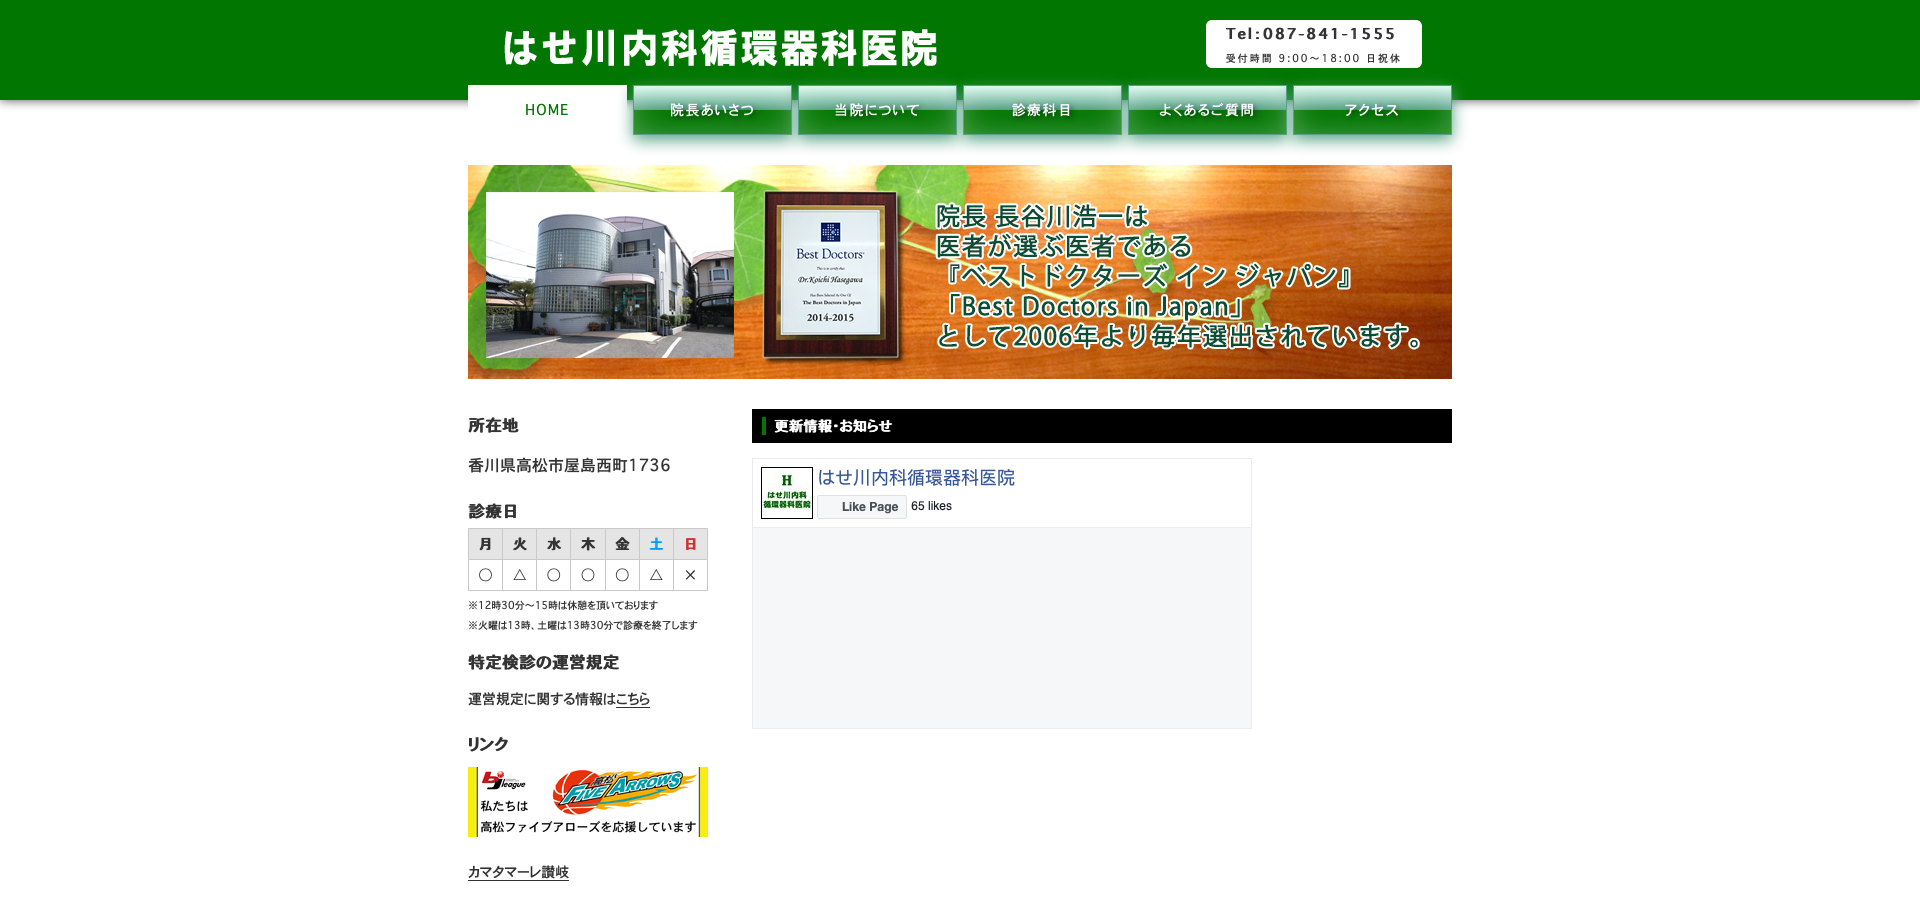 はせ川内科循環器科医院
Tel:087-841-1555
受付時間 9:00～18:00 日祝休
HOME
院長あいさつ
当院について
診療科目
よくあるご質問
アクセス
Best Doctors
This is to certify that
Dr.Koichi Hasegawa
Has Been Selected As One Of
The Best Doctors in Japan
2014-2015
院長 長谷川浩一は
医者が選ぶ医者である
『ベストドクターズ イン ジャパン』
「Best Doctors in Japan」
として2006年より毎年選出されています。
所在地
香川県高松市屋島西町1736
診療日
月 火 水 木 金 土 日
○ △ ○ ○ ○ △ ×
※12時30分～15時は休憩を頂いております
※火曜は13時、土曜は13時30分で診療を終了します
特定検診の運営規定
運営規定に関する情報はこちら
リンク
bj league
高松 FIVE ARROWS
私たちは
高松ファイブアローズを応援しています
カマタマーレ讃岐
更新情報・お知らせ
H
はせ川内科
循環器科医院
はせ川内科循環器科医院
Like Page
65 likes